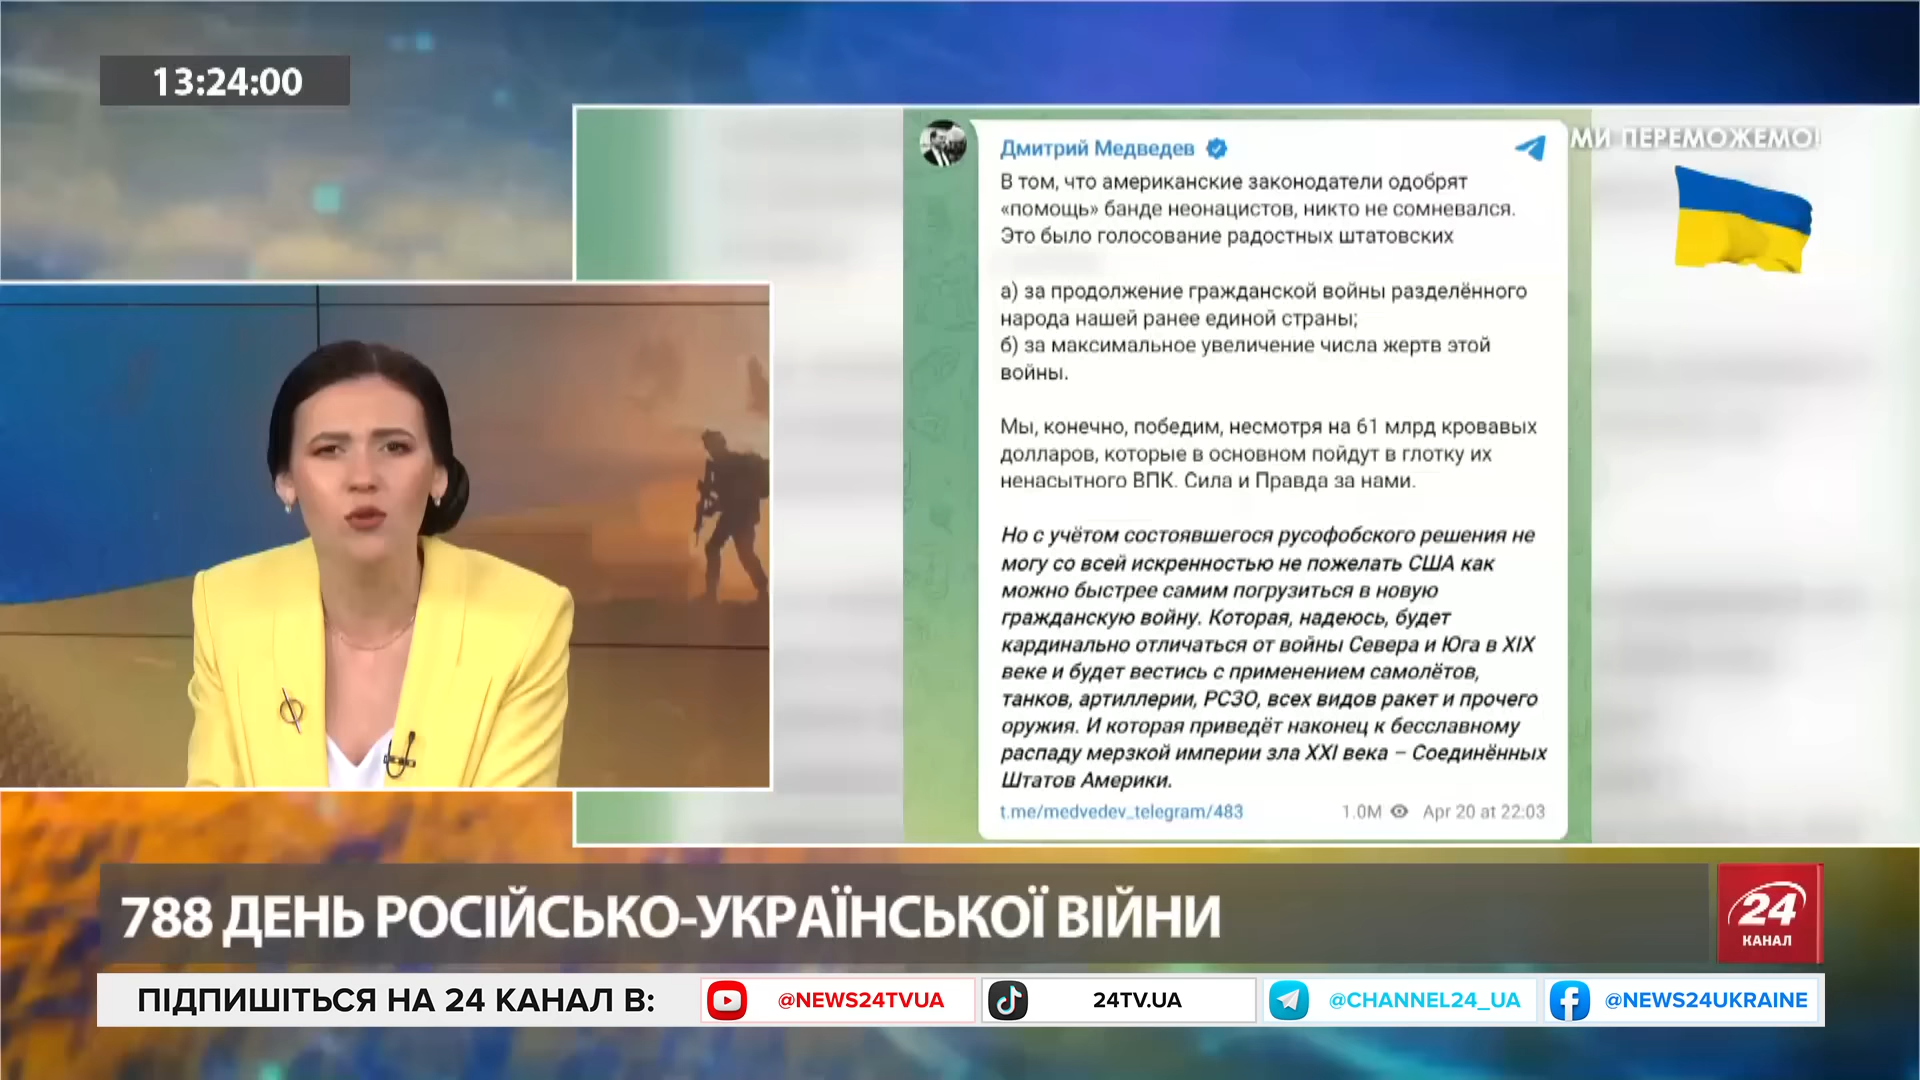 13:24:00
МИ ПЕРЕМОЖЕМО!
Дмитрий Медведев
В том, что американские законодатели одобрят
«помощь» банде неонацистов, никто не сомневался.
Это было голосование радостных штатовских
а) за продолжение гражданской войны разделённого
народа нашей ранее единой страны;
б) за максимальное увеличение числа жертв этой
войны.
Мы, конечно, победим, несмотря на 61 млрд кровавых
долларов, которые в основном пойдут в глотку их
ненасытного ВПК. Сила и Правда за нами.
Но с учётом состоявшегося русофобского решения не
могу со всей искренностью не пожелать США как
можно быстрее самим погрузиться в новую
гражданскую войну. Которая, надеюсь, будет
кардинально отличаться от войны Севера и Юга в XIX
веке и будет вестись с применением самолётов,
танков, артиллерии, РСЗО, всех видов ракет и прочего
оружия. И которая приведёт наконец к бесславному
распаду мерзкой империи зла XXI века – Соединённых
Штатов Америки.
t.me/medvedev_telegram/483 1.0M Apr 20 at 22:03
788 ДЕНЬ РОСІЙСЬКО-УКРАЇНСЬКОЇ ВІЙНИ
24
КАНАЛ
ПІДПИШІТЬСЯ НА 24 КАНАЛ В: @NEWS24TVUA 24TV.UA @CHANNEL24_UA @NEWS24UKRAINE